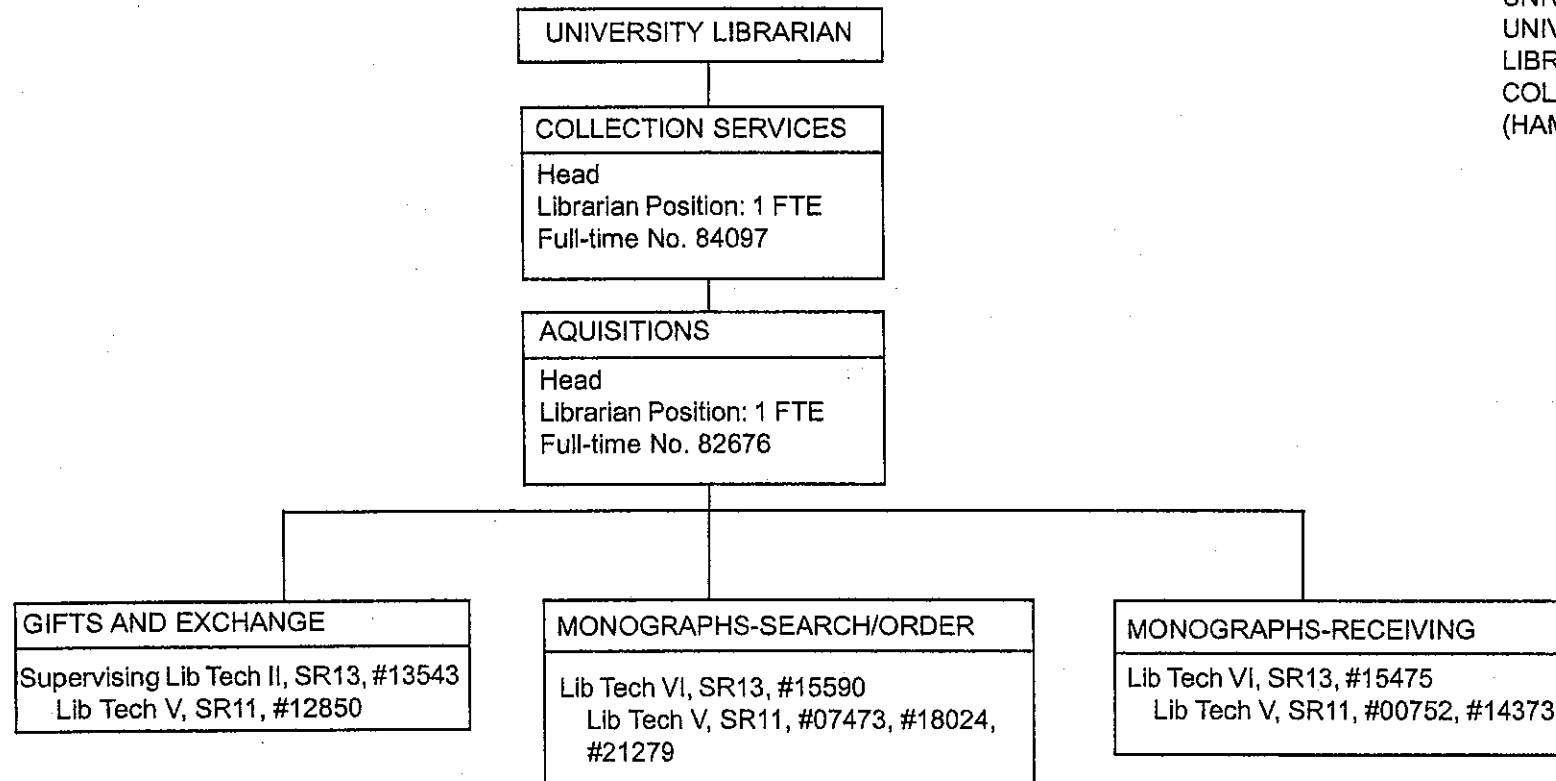 UNIVERSITY LIBRARIAN
COLLECTION SERVICES
Head
Librarian Position: 1 FTE
Full-time No. 84097
AQUISITIONS
Head
Librarian Position: 1 FTE
Full-time No. 82676
GIFTS AND EXCHANGE
Supervising Lib Tech II, SR13, #13543
Lib Tech V, SR11, #12850
MONOGRAPHS-SEARCH/ORDER
Lib Tech VI, SR13, #15590
Lib Tech V, SR11, #07473, #18024,
#21279
MONOGRAPHS-RECEIVING
Lib Tech VI, SR13, #15475
Lib Tech V, SR11, #00752, #14373